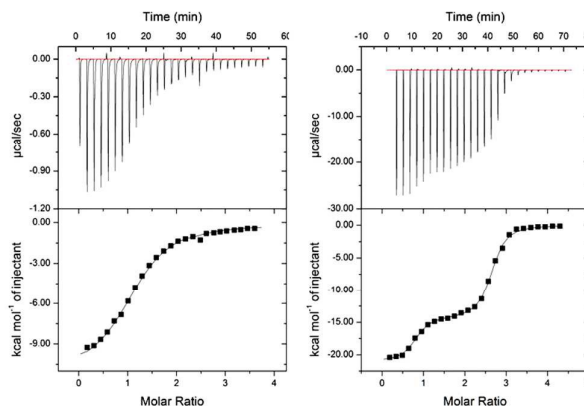 Time (min)
0 10 20 30 40 50 60
0.00
-0.30
-0.60
-0.90
-1.20
µcal/sec
0.00
-3.00
-6.00
-9.00
kcal mol⁻¹ of injectant
0 1 2 3 4
Molar Ratio
Time (min)
-10 0 10 20 30 40 50 60 70 80
0.00
-10.00
-20.00
-30.00
µcal/sec
0.00
-5.00
-10.00
-15.00
-20.00
kcal mol⁻¹ of injectant
0 1 2 3 4 5
Molar Ratio